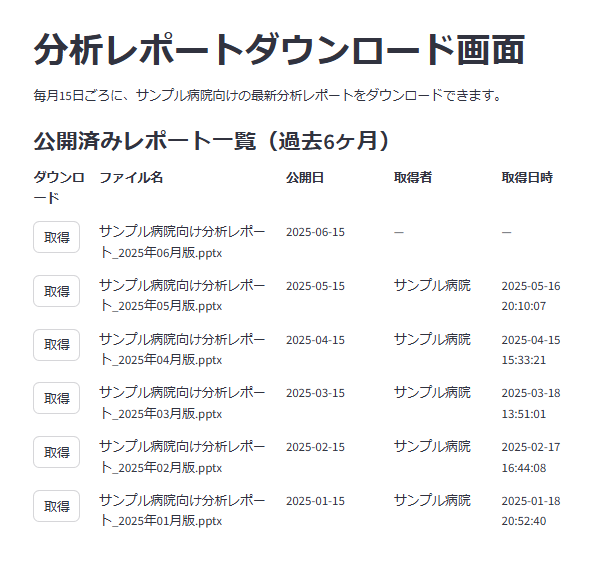 分析レポートダウンロード画面
毎月15日ごろに、サンプル病院向けの最新分析レポートをダウンロードできます。
公開済みレポート一覧（過去6ヶ月）
ダウンロ ファイル名 公開日 取得者 取得日時
ード
取得 サンプル病院向け分析レポー 2025-06-15 — —
ト_2025年06月版.pptx
取得 サンプル病院向け分析レポー 2025-05-15 サンプル病院 2025-05-16
ト_2025年05月版.pptx 20:10:07
取得 サンプル病院向け分析レポー 2025-04-15 サンプル病院 2025-04-15
ト_2025年04月版.pptx 15:33:21
取得 サンプル病院向け分析レポー 2025-03-15 サンプル病院 2025-03-18
ト_2025年03月版.pptx 13:51:01
取得 サンプル病院向け分析レポー 2025-02-15 サンプル病院 2025-02-17
ト_2025年02月版.pptx 16:44:08
取得 サンプル病院向け分析レポー 2025-01-15 サンプル病院 2025-01-18
ト_2025年01月版.pptx 20:52:40